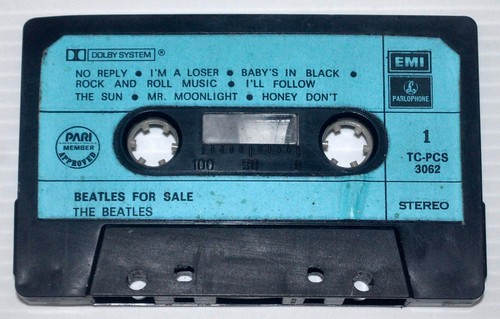 DOLBY SYSTEM ®
NO REPLY ● I'M A LOSER ● BABY'S IN BLACK ●
ROCK AND ROLL MUSIC ● I'LL FOLLOW
THE SUN ● MR. MOONLIGHT ● HONEY DON'T
EMI
PARLOPHONE
PARI
MEMBER
APPROVED
100 50 0
1
TC-PCS
3062
BEATLES FOR SALE
THE BEATLES
STEREO